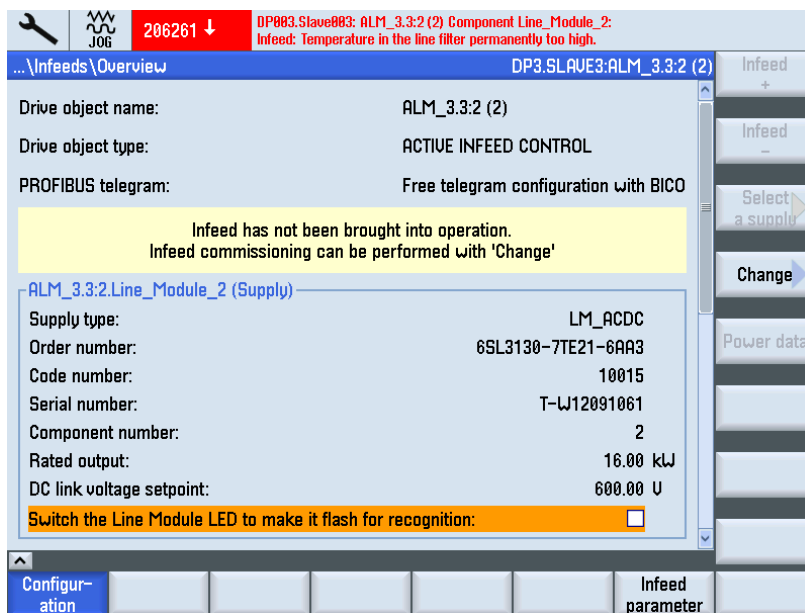 JOG
206261 ↓
DP003.Slave003: ALM_3.3:2 (2) Component Line_Module_2:
Infeed: Temperature in the line filter permanently too high.
...\Infeeds\Overview
DP3.SLAVE3:ALM_3.3:2 (2)
Drive object name:
ALM_3.3:2 (2)
Drive object type:
ACTIVE INFEED CONTROL
PROFIBUS telegram:
Free telegram configuration with BICO
Infeed has not been brought into operation.
Infeed commissioning can be performed with 'Change'
ALM_3.3:2.Line_Module_2 (Supply)
Supply type:
LM_ACDC
Order number:
6SL3130-7TE21-6AA3
Code number:
10015
Serial number:
T-W12091061
Component number:
2
Rated output:
16.00 kW
DC link voltage setpoint:
600.00 V
Switch the Line Module LED to make it flash for recognition:
Infeed
+
Infeed
−
Select
a supply
Change
Power data
Configur-
ation
Infeed
parameter